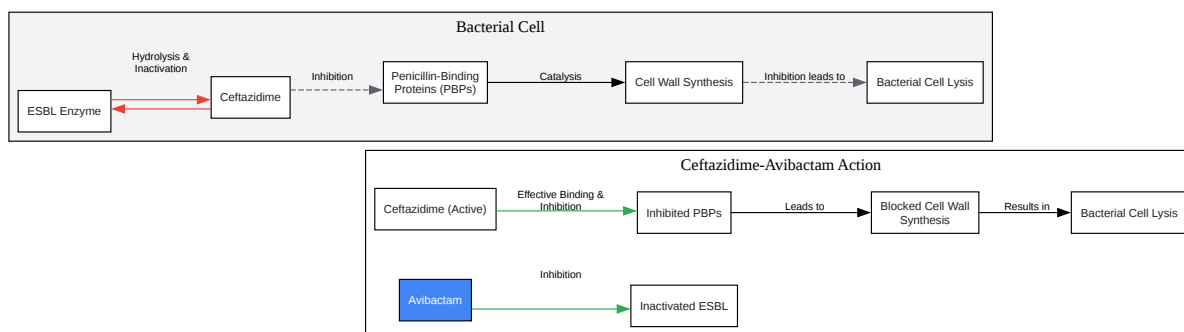 Bacterial Cell
Hydrolysis &
Inactivation
Inhibition
Penicillin-Binding
Proteins (PBPs)
Catalysis
Cell Wall Synthesis
Inhibition leads to
Bacterial Cell Lysis
Ceftazidime
ESBL Enzyme
Ceftazidime-Avibactam Action
Ceftazidime (Active)
Effective Binding &
Inhibition
Inhibited PBPs
Leads to
Blocked Cell Wall
Synthesis
Results in
Bacterial Cell Lysis
Avibactam
Inhibition
Inactivated ESBL